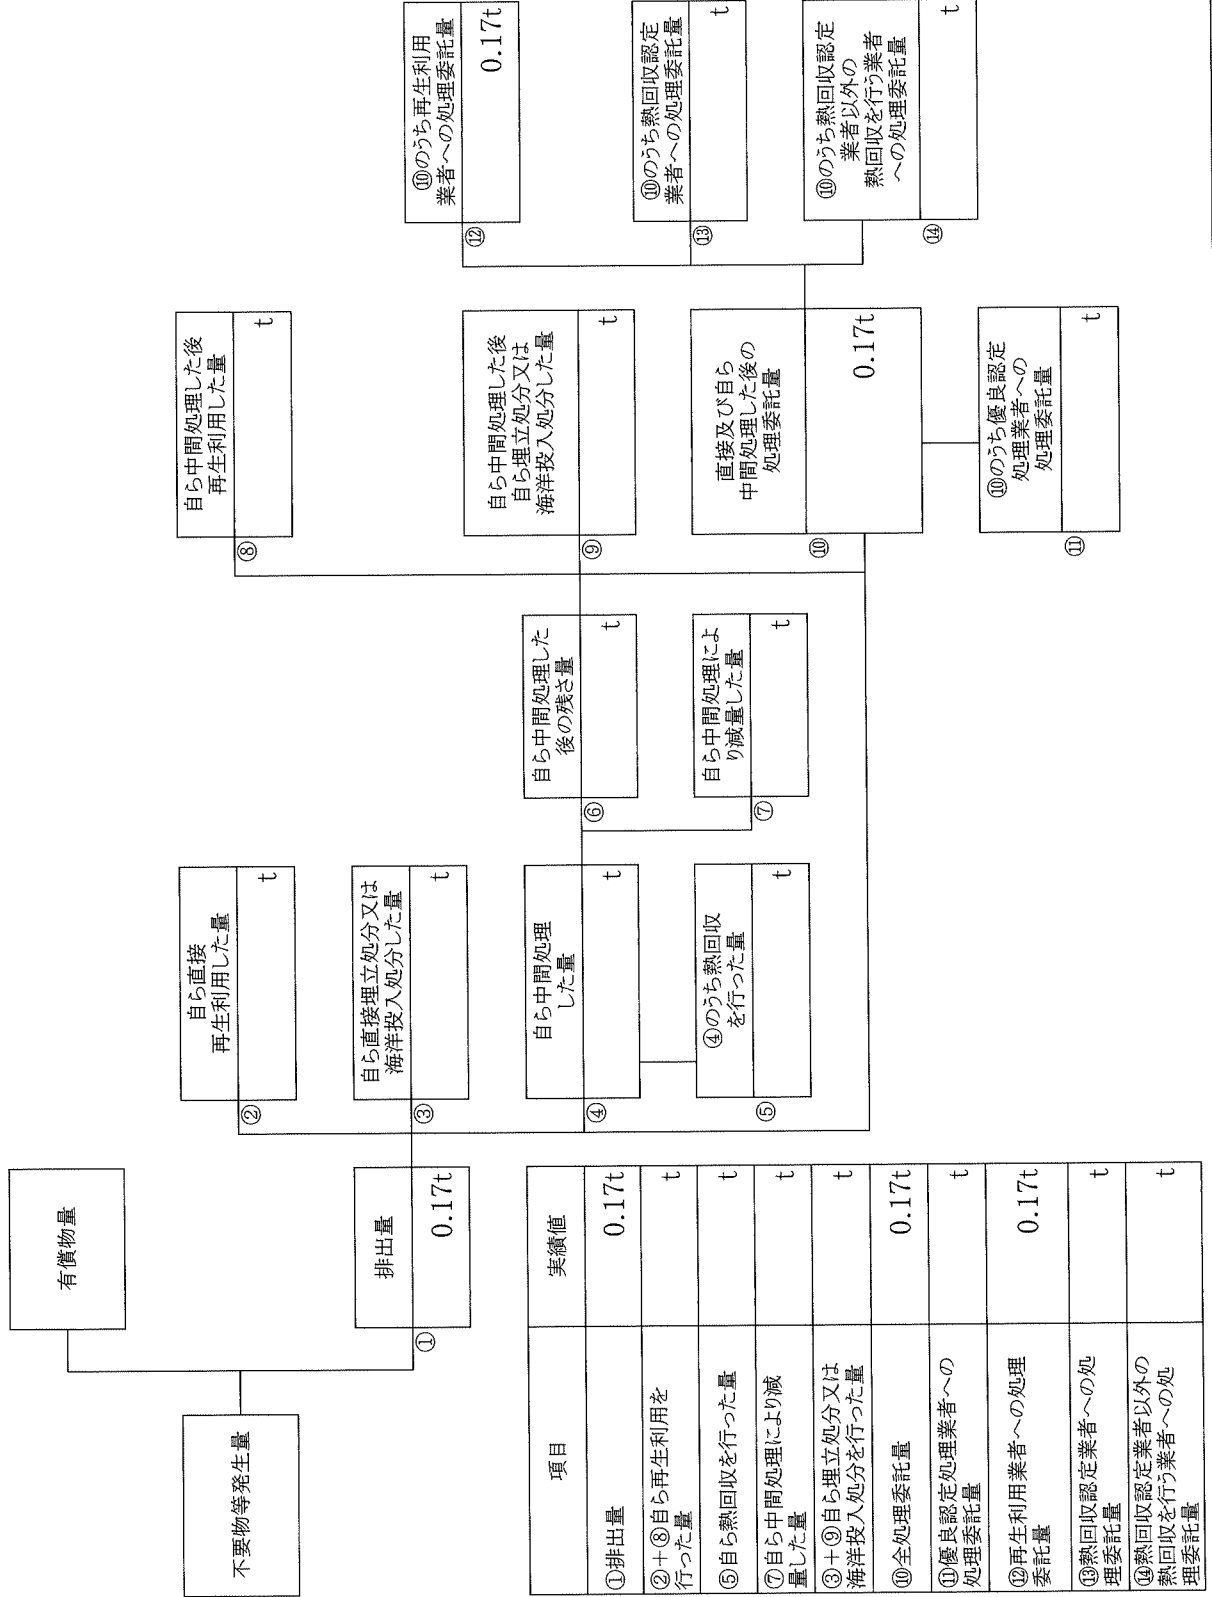 不要物等発生量
有償物量
排出量
①
0.17t
自ら直接
再生利用した量
②
t
自ら直接埋立処分又は
海洋投入処分した量
③
t
自ら中間処理
した量
④
t
④のうち熱回収
を行った量
⑤
t
自ら中間処理した
後の残さ量
⑥
t
自ら中間処理によ
り減量した量
⑦
t
自ら中間処理した後
再生利用した量
⑧
t
自ら中間処理した後
自ら埋立処分又は
海洋投入処分した量
⑨
t
直接及び自ら
中間処理した後の
処理委託量
⑩
0.17t
⑩のうち優良認定
処理業者への
処理委託量
⑪
t
⑩のうち再生利用
業者への処理委託量
⑫
0.17t
⑩のうち熱回収認定
業者への処理委託量
⑬
t
⑩のうち熱回収認定
業者以外の
熱回収を行う業者
への処理委託量
⑭
t
項目
実績値
①排出量
0.17t
②+⑧自ら再生利用を
行った量
t
⑤自ら熱回収を行った量
t
⑦自ら中間処理により減
量した量
t
③+⑨自ら埋立処分又は
海洋投入処分を行った量
t
⑩全処理委託量
0.17t
⑪優良認定処理業者への
処理委託量
t
⑫再生利用業者への処理
委託量
0.17t
⑬熱回収認定業者への処
理委託量
t
⑭熱回収認定業者以外の
熱回収を行う業者への処
理委託量
t